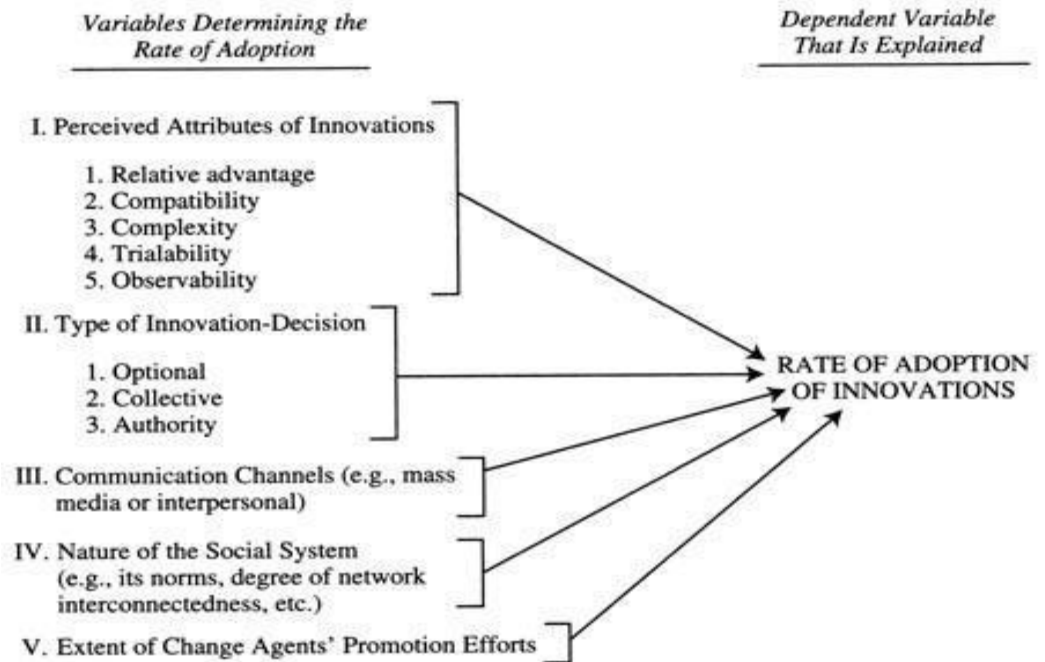 Variables Determining the
Rate of Adoption
Dependent Variable
That Is Explained
I. Perceived Attributes of Innovations
1. Relative advantage
2. Compatibility
3. Complexity
4. Trialability
5. Observability
II. Type of Innovation-Decision
1. Optional
2. Collective
3. Authority
RATE OF ADOPTION
OF INNOVATIONS
III. Communication Channels (e.g., mass
media or interpersonal)
IV. Nature of the Social System
(e.g., its norms, degree of network
interconnectedness, etc.)
V. Extent of Change Agents' Promotion Efforts